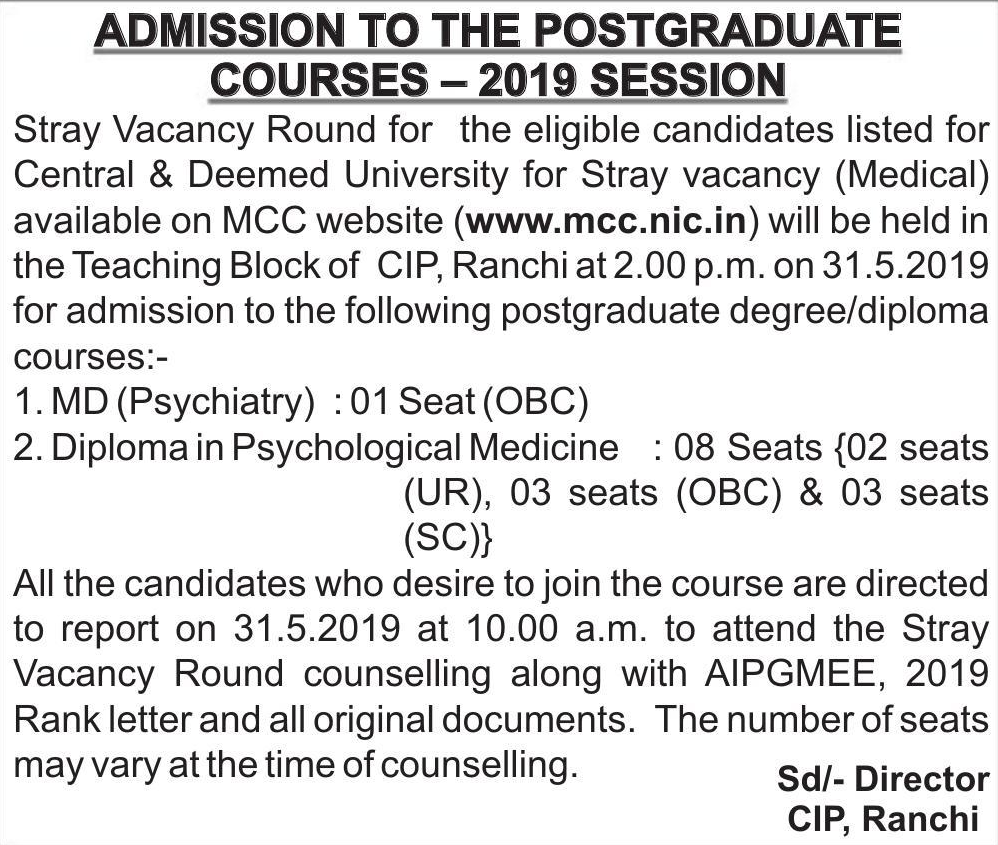 ADMISSION TO THE POSTGRADUATE
COURSES – 2019 SESSION
Stray Vacancy Round for the eligible candidates listed for
Central & Deemed University for Stray vacancy (Medical)
available on MCC website (www.mcc.nic.in) will be held in
the Teaching Block of CIP, Ranchi at 2.00 p.m. on 31.5.2019
for admission to the following postgraduate degree/diploma
courses:-
1. MD (Psychiatry) : 01 Seat (OBC)
2. Diploma in Psychological Medicine : 08 Seats {02 seats
(UR), 03 seats (OBC) & 03 seats
(SC)}
All the candidates who desire to join the course are directed
to report on 31.5.2019 at 10.00 a.m. to attend the Stray
Vacancy Round counselling along with AIPGMEE, 2019
Rank letter and all original documents. The number of seats
may vary at the time of counselling.
Sd/- Director
CIP, Ranchi